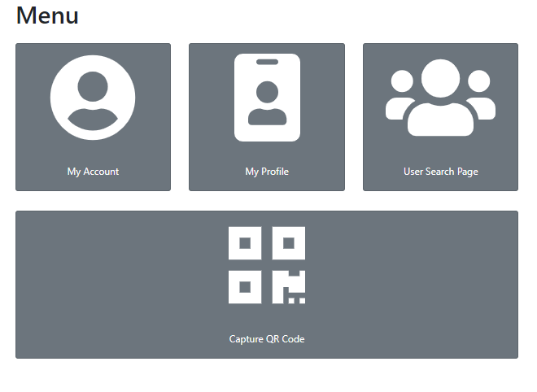 Menu
My Account
My Profile
User Search Page
Capture QR Code